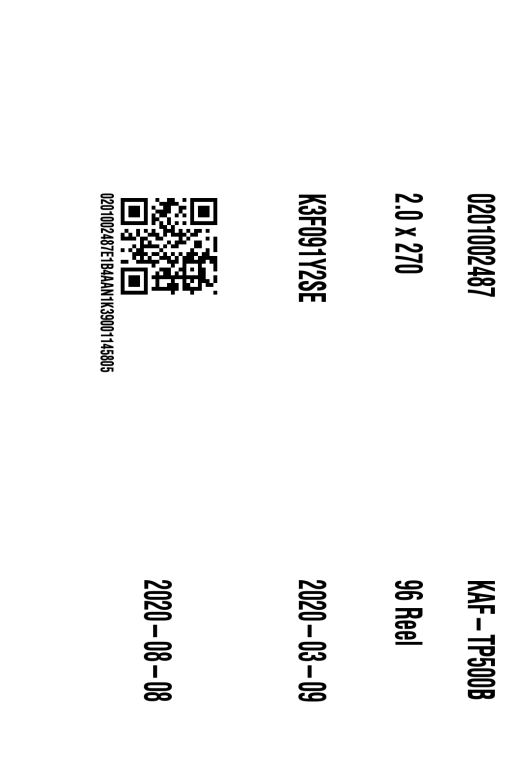 0201002487
KAF – TP500B
2.0 x 270
96 Reel
K3F091Y2SE
2020 – 03 – 09
2020 – 08 – 08
0201002487E1B4AAN1K39001145805